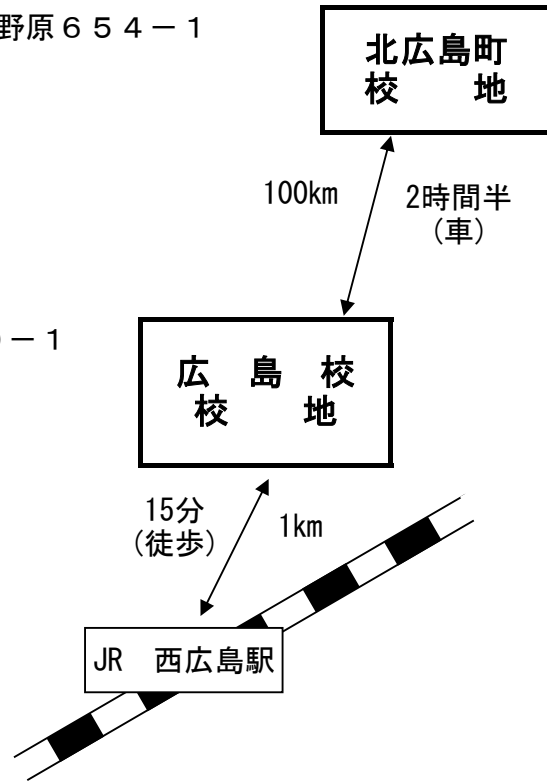 野原６５４－１
北広島町
校　　地
100km
2時間半
(車)
－１
広　島　校
校　　地
15分
(徒歩)
1km
JR　西広島駅